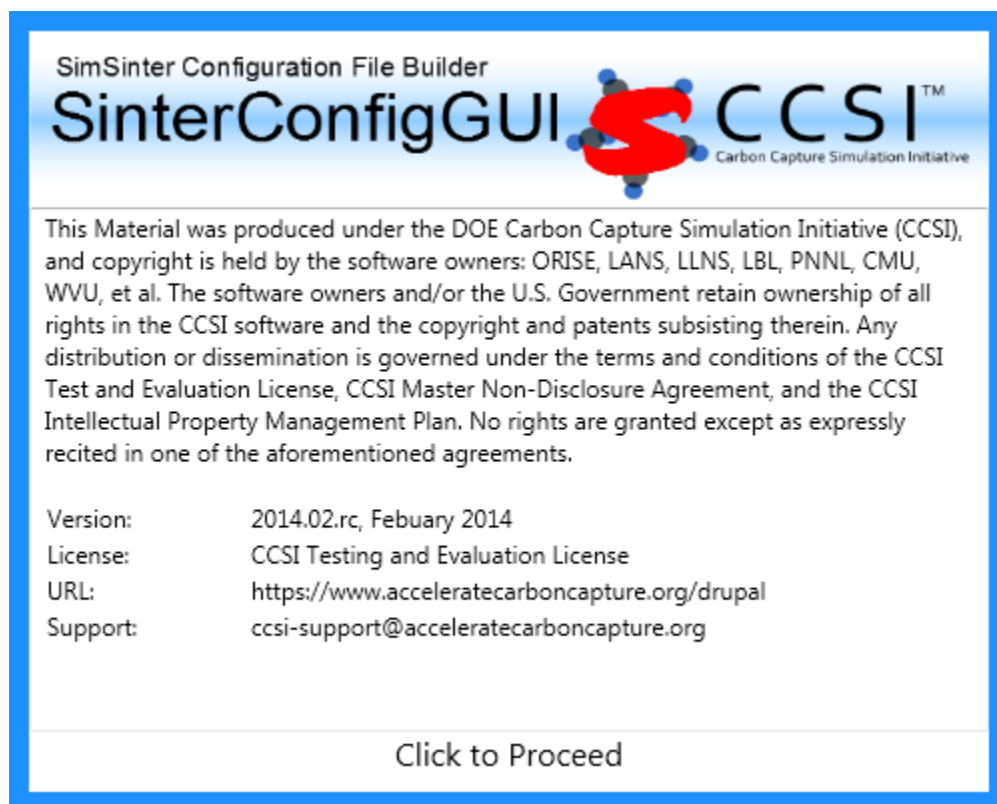 SimSinter Configuration File Builder
SinterConfigGUI
CCSI™
Carbon Capture Simulation Initiative
This Material was produced under the DOE Carbon Capture Simulation Initiative (CCSI),
and copyright is held by the software owners: ORISE, LANS, LLNS, LBL, PNNL, CMU,
WVU, et al. The software owners and/or the U.S. Government retain ownership of all
rights in the CCSI software and the copyright and patents subsisting therein. Any
distribution or dissemination is governed under the terms and conditions of the CCSI
Test and Evaluation License, CCSI Master Non-Disclosure Agreement, and the CCSI
Intellectual Property Management Plan. No rights are granted except as expressly
recited in one of the aforementioned agreements.
Version: 2014.02.rc, Febuary 2014
License: CCSI Testing and Evaluation License
URL: https://www.acceleratecarboncapture.org/drupal
Support: ccsi-support@acceleratecarboncapture.org
Click to Proceed